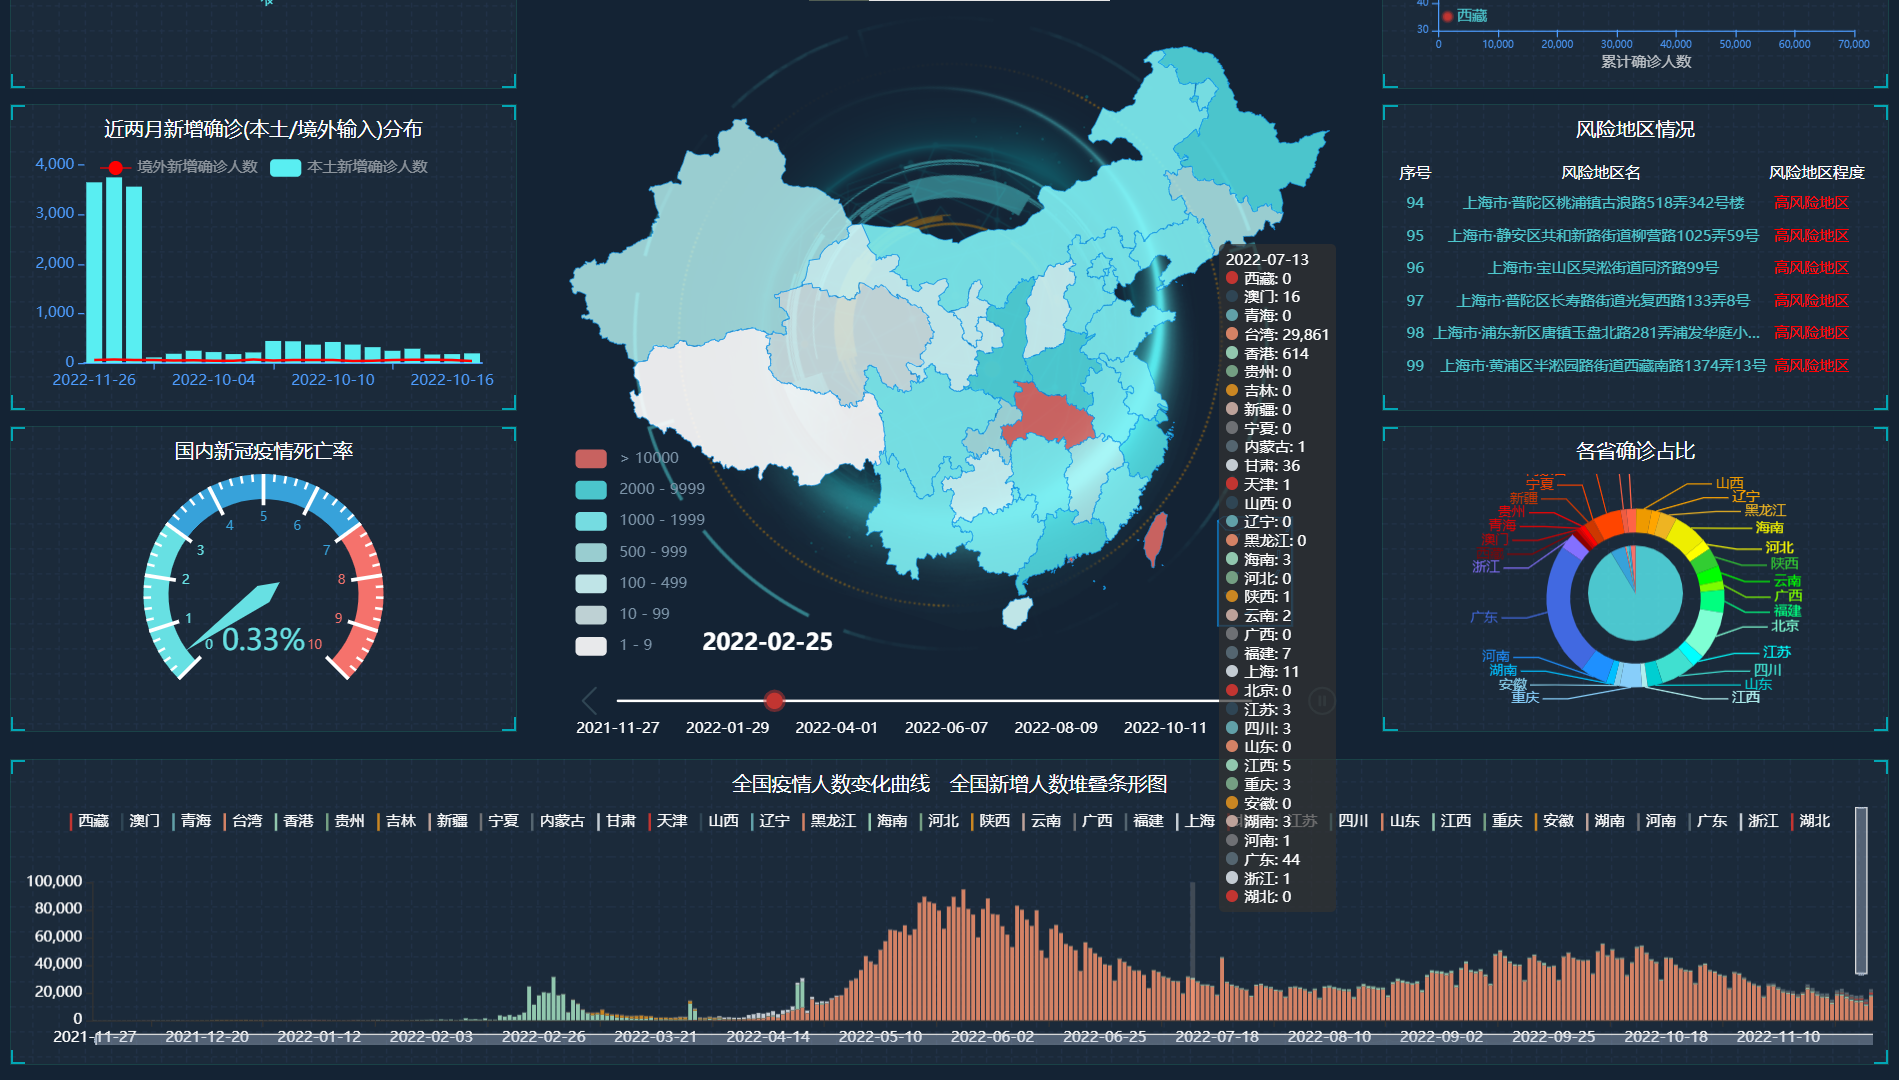 40
西藏
30
0
10,000
20,000
30,000
40,000
50,000
60,000
70,000
累计确诊人数
近两月新增确诊(本土/境外输入)分布
境外新增确诊人数
本土新增确诊人数
4,000
3,000
2,000
1,000
0
2022-11-26
2022-10-04
2022-10-10
2022-10-16
国内新冠疫情死亡率
0
1
2
3
4
5
6
7
8
9
10
0.33%
> 10000
2000 - 9999
1000 - 1999
500 - 999
100 - 499
10 - 99
1 - 9
2022-02-25
2021-11-27
2022-01-29
2022-04-01
2022-06-07
2022-08-09
2022-10-11
2022-07-13
西藏: 0
澳门: 16
青海: 0
台湾: 29,861
香港: 614
贵州: 0
吉林: 0
新疆: 0
宁夏: 0
内蒙古: 1
甘肃: 36
天津: 1
山西: 0
辽宁: 0
黑龙江: 0
海南: 3
河北: 0
陕西: 1
云南: 2
广西: 0
福建: 7
上海: 11
北京: 0
江苏: 3
四川: 3
山东: 0
江西: 5
重庆: 3
安徽: 0
湖南: 3
河南: 1
广东: 44
浙江: 1
湖北: 0
风险地区情况
序号 风险地区名 风险地区程度
94 上海市·普陀区桃浦镇古浪路518弄342号楼 高风险地区
95 上海市·静安区共和新路街道柳营路1025弄59号 高风险地区
96 上海市·宝山区吴淞街道同济路99号 高风险地区
97 上海市·普陀区长寿路街道光复西路133弄8号 高风险地区
98 上海市·浦东新区唐镇玉盘北路281弄浦发华庭小... 高风险地区
99 上海市·黄浦区半淞园路街道西藏南路1374弄13号 高风险地区
各省确诊占比
宁夏
新疆
贵州
青海
澳门
浙江
广东
河南
湖南
安徽
重庆
山西
辽宁
黑龙江
海南
河北
陕西
云南
广西
福建
北京
江苏
四川
山东
江西
全国疫情人数变化曲线 全国新增人数堆叠条形图
西藏 澳门 青海 台湾 香港 贵州 吉林 新疆 宁夏 内蒙古 甘肃 天津 山西 辽宁 黑龙江 海南 河北 陕西 云南 广西 福建 上海 江苏 四川 山东 江西 重庆 安徽 湖南 河南 广东 浙江 湖北
100,000
80,000
60,000
40,000
20,000
0
2021-11-27
2021-12-20
2022-01-12
2022-02-03
2022-02-26
2022-03-21
2022-04-14
2022-05-10
2022-06-02
2022-06-25
2022-07-18
2022-08-10
2022-09-02
2022-09-25
2022-10-18
2022-11-10